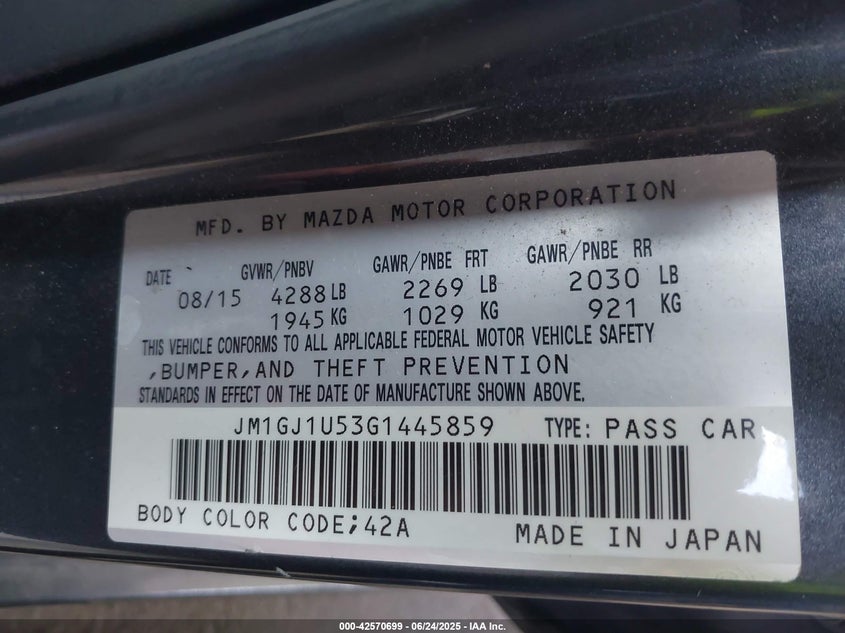 MFD. BY MAZDA MOTOR CORPORATION
DATE GVWR/PNBV GAWR/PNBE FRT GAWR/PNBE RR
08/15 4288 LB 2269 LB 2030 LB
1945 KG 1029 KG 921 KG
THIS VEHICLE CONFORMS TO ALL APPLICABLE FEDERAL MOTOR VEHICLE SAFETY
,BUMPER,AND THEFT PREVENTION
STANDARDS IN EFFECT ON THE DATE OF MANUFACTURE SHOWN ABOVE.
JM1GJ1U53G1445859 TYPE: PASS CAR
BODY COLOR CODE;42A MADE IN JAPAN
000-42570699 - 06/24/2025 - IAA Inc.